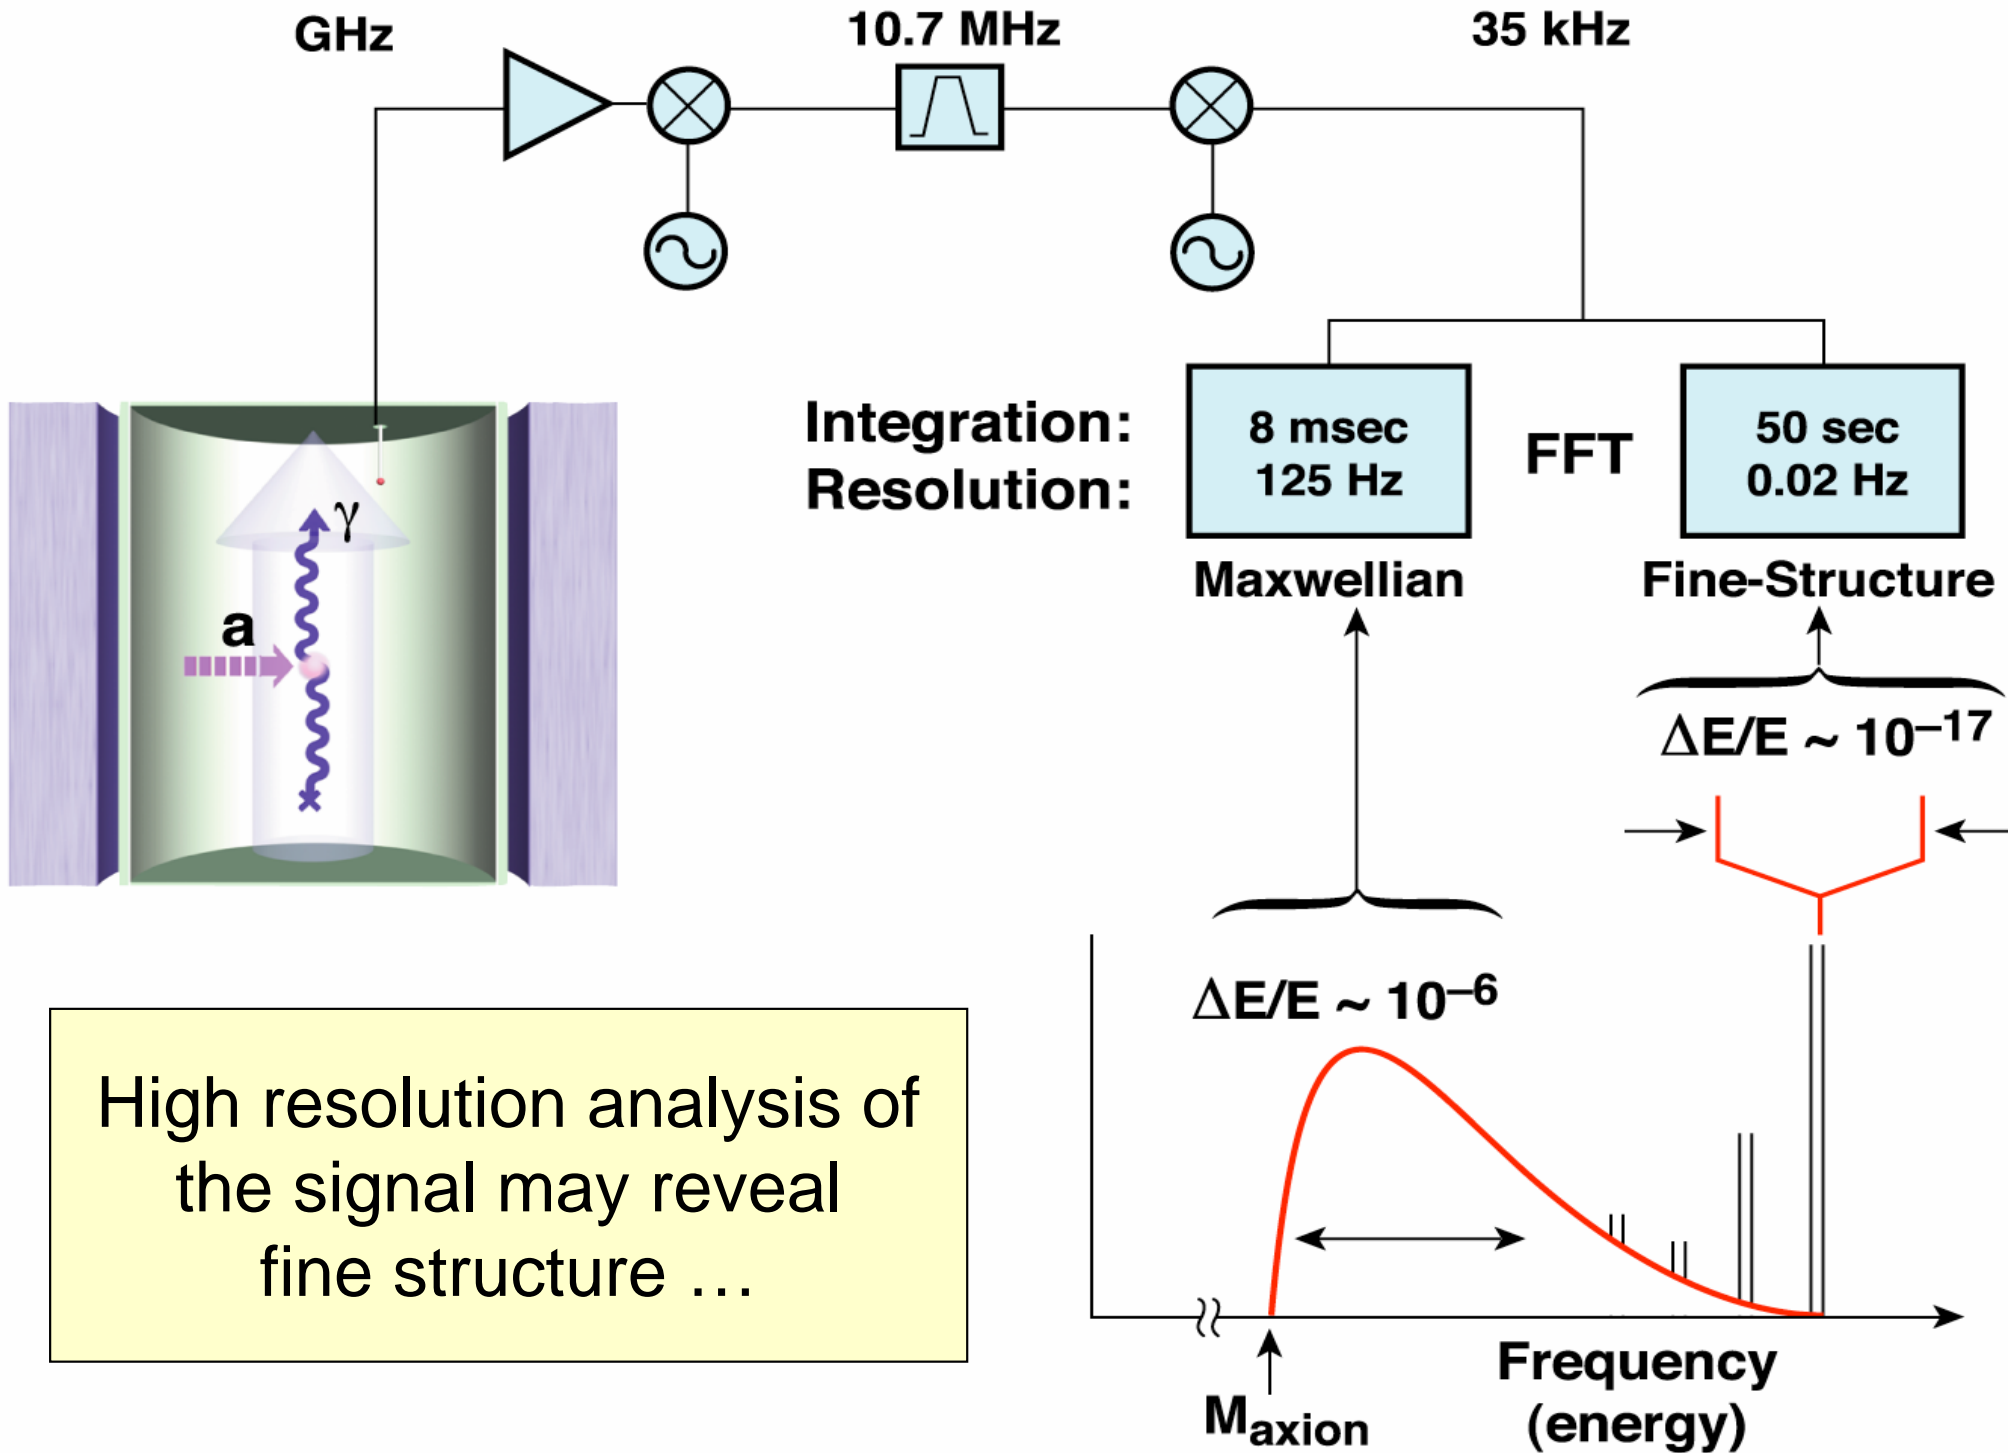 GHz
10.7 MHz
35 kHz
Integration:
Resolution:
8 msec
125 Hz
FFT
50 sec
0.02 Hz
Maxwellian
Fine-Structure
γ
a
ΔE/E ~ 10⁻¹⁷
ΔE/E ~ 10⁻⁶
High resolution analysis of
the signal may reveal
fine structure …
Frequency
(energy)
Maxion